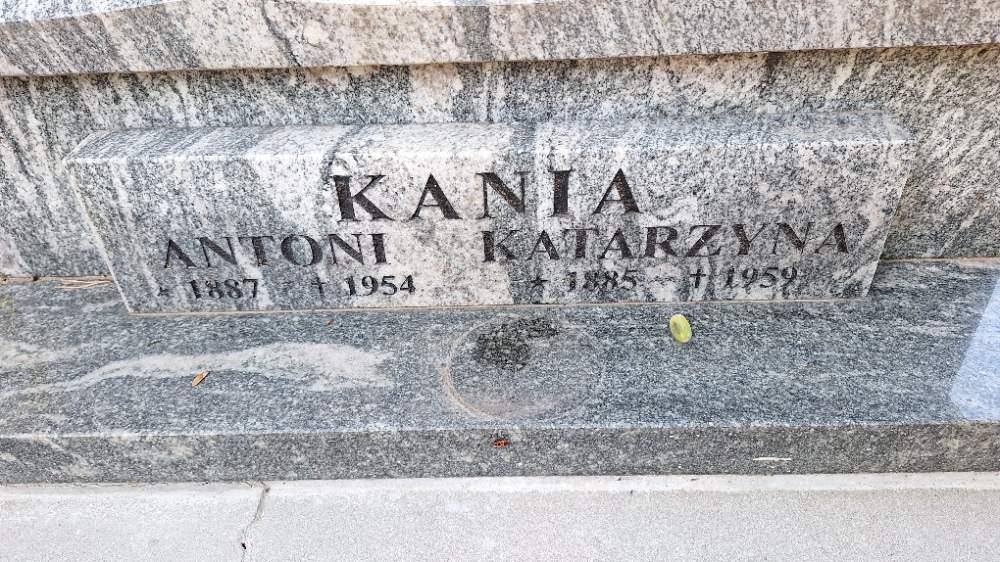 KANIA
ANTONI KATARZYNA
* 1887 - † 1954 * 1885 - † 1959